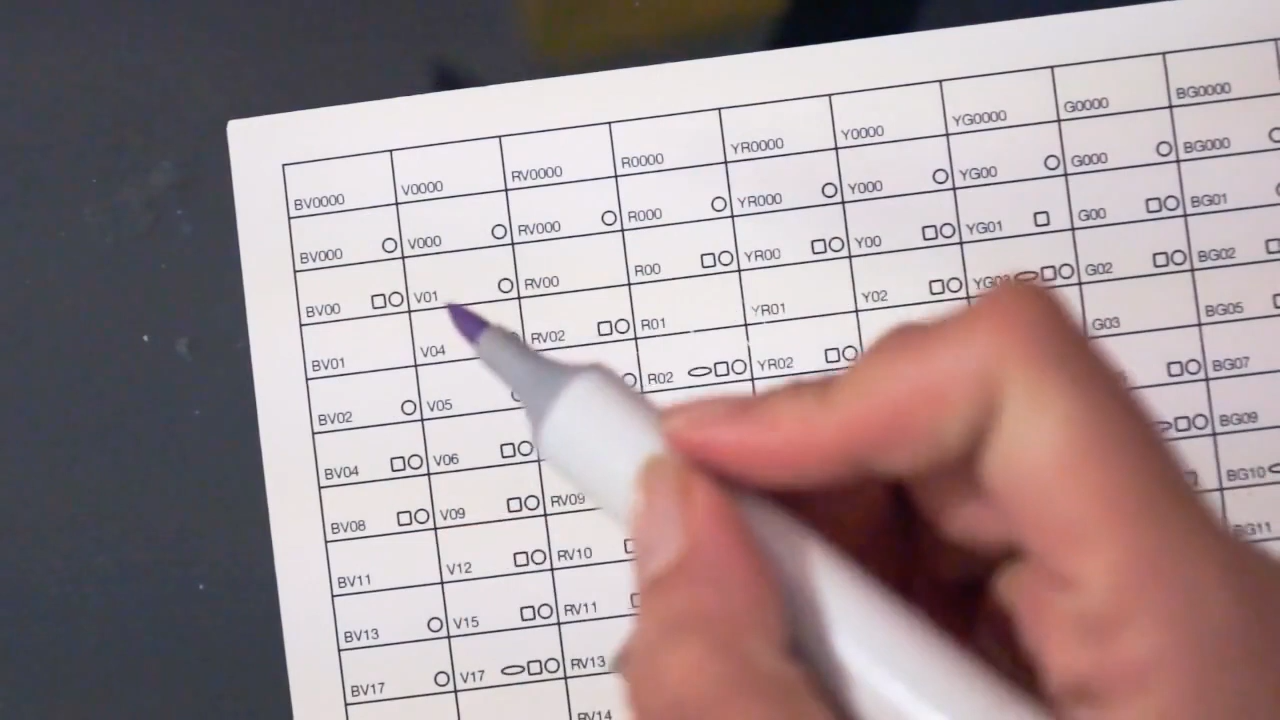 BV0000 V0000 RV0000 R0000 YR0000 Y0000 YG0000 G0000 BG0000
BV000 V000 RV000 R000 YR000 Y000 YG00 G000 BG000
BV00 V01 RV00 R00 YR00 Y00 YG01 G00 BG01
BV01 V04 RV02 R01 YR01 Y02 G02 BG02
BV02 V05 R02 YR02 G03 BG05
BV04 V06 BG07
BV08 V09 RV09 BG09
BV11 V12 RV10 BG10
BV13 V15 RV11 BG11
BV17 V17 RV13
RV14